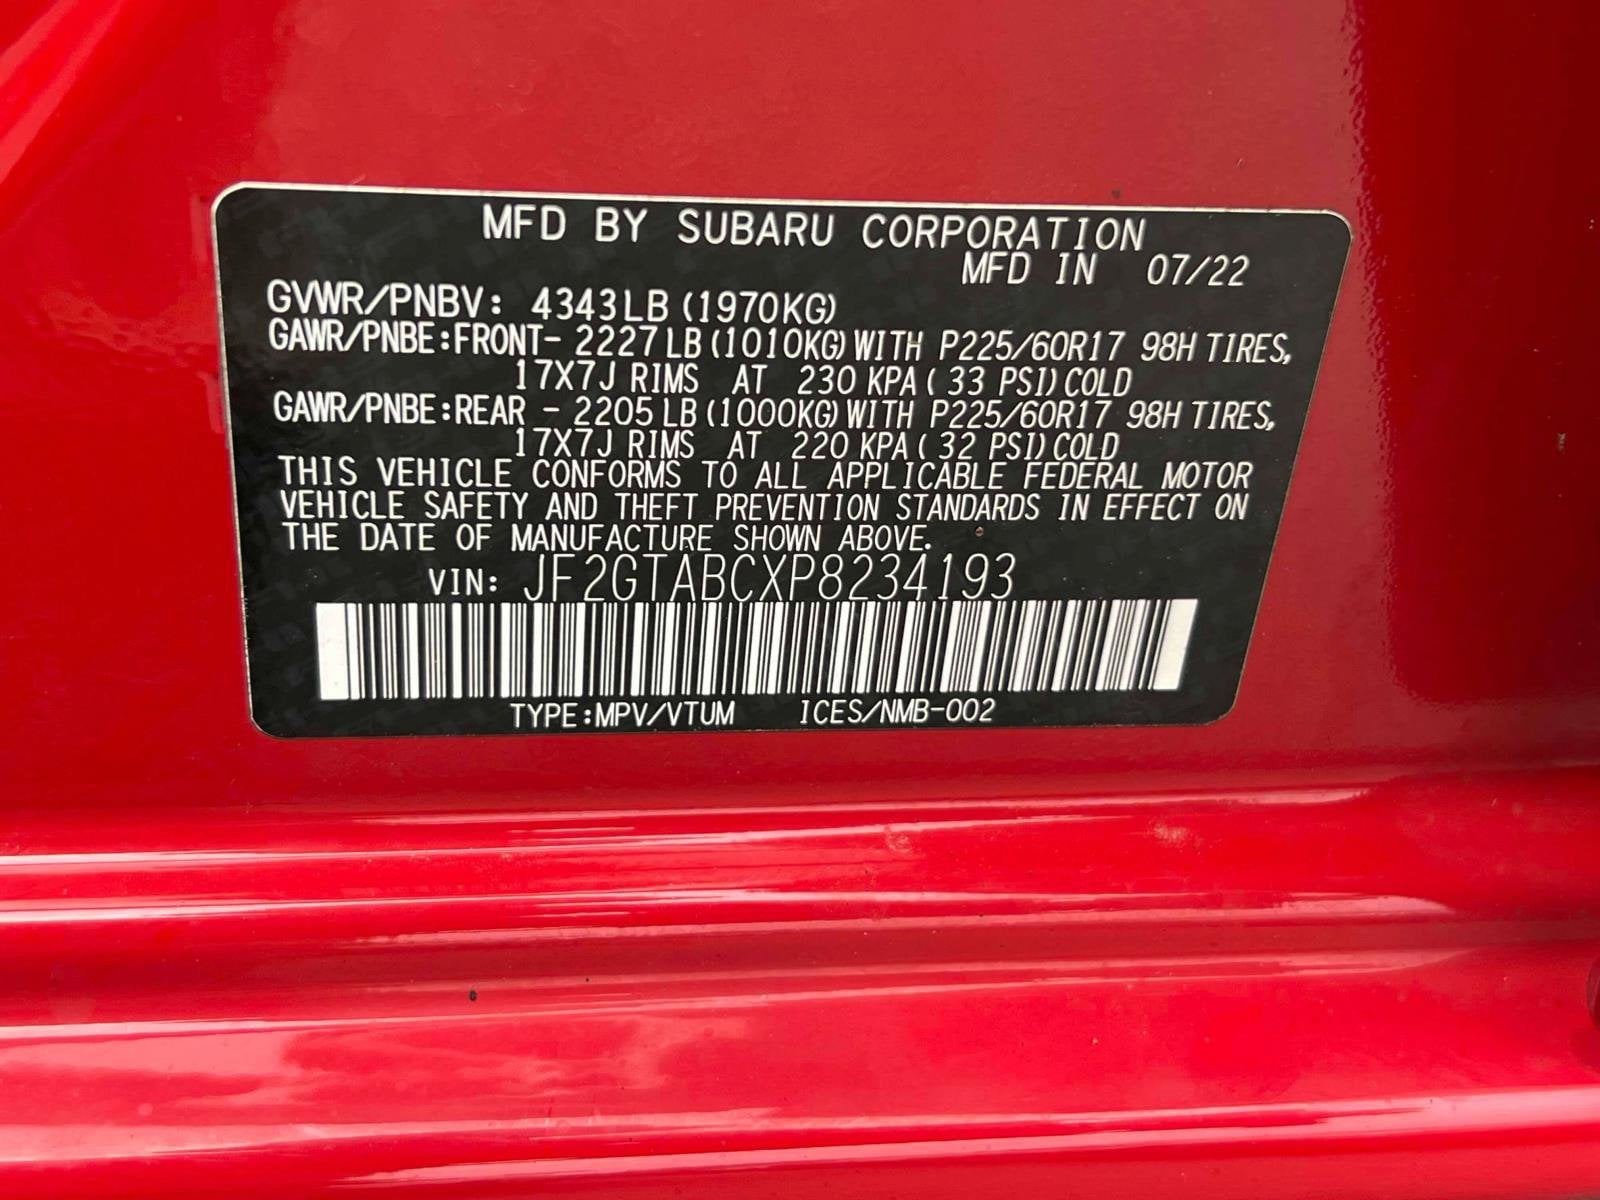 MFD BY SUBARU CORPORATION
MFD IN 07/22
GVWR/PNBV: 4343LB (1970KG)
GAWR/PNBE:FRONT- 2227LB(1010KG)WITH P225/60R17 98H TIRES,
17X7J RIMS AT 230 KPA( 33 PSI)COLD
GAWR/PNBE:REAR - 2205LB(1000KG)WITH P225/60R17 98H TIRES,
17X7J RIMS AT 220 KPA( 32 PSI)COLD
THIS VEHICLE CONFORMS TO ALL APPLICABLE FEDERAL MOTOR
VEHICLE SAFETY AND THEFT PREVENTION STANDARDS IN EFFECT ON
THE DATE OF MANUFACTURE SHOWN ABOVE.
VIN: JF2GTABCXP8234193
TYPE:MPV/VTUM ICES/NMB-002